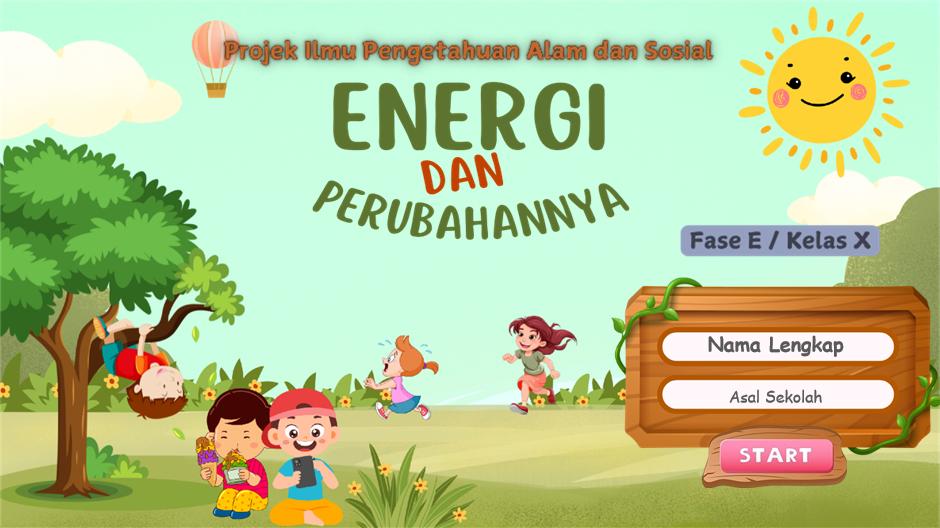 Projek Ilmu Pengetahuan Alam dan Sosial
ENERGI
DAN
PERUBAHANNYA
Fase E / Kelas X
Nama Lengkap
Asal Sekolah
START